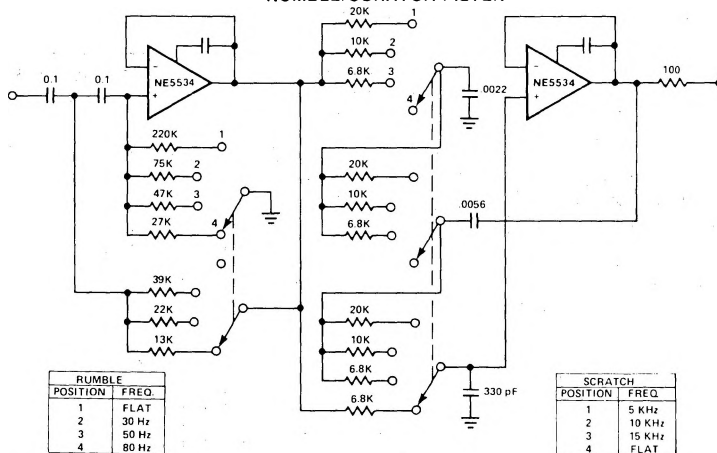 RUMBLE/SCRATCH FILTER
20K 1
10K 2
6.8K 3
4
0.1 0.1
−
NE5534
+
−
NE5534
+
100
.0022
220K 1
75K 2
47K 3
27K 4
39K
22K
13K
20K
10K
6.8K
.0056
20K
10K
6.8K
6.8K
330 pF
RUMBLE
POSITION FREQ.
1 FLAT
2 30 Hz
3 50 Hz
4 80 Hz
SCRATCH
POSITION FREQ
1 5 KHz
2 10 KHz
3 15 KHz
4 FLAT